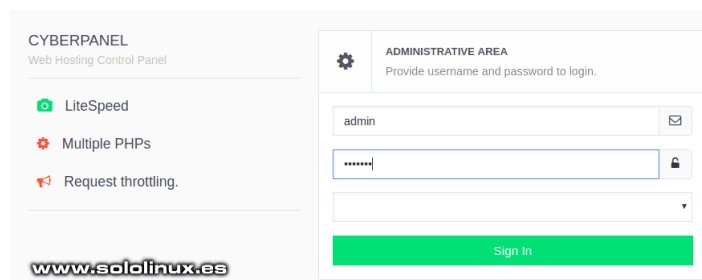 CYBERPANEL
Web Hosting Control Panel
LiteSpeed
Multiple PHPs
Request throttling.
ADMINISTRATIVE AREA
Provide username and password to login.
admin
•••••••
Sign In
www.sololinux.es